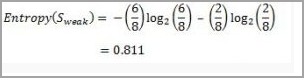 Entropy(S_weak) = −(6/8)log₂(6/8) − (2/8)log₂(2/8)
= 0.811